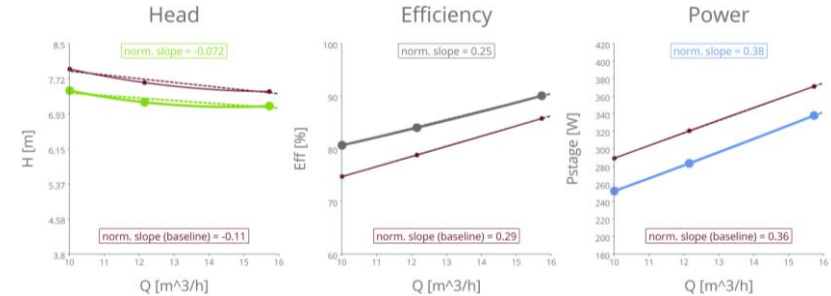 Head
Efficiency
Power
norm. slope = -0.072
norm. slope = 0.25
norm. slope = 0.38
H [m]
8.5
7.72
6.93
6.15
5.37
4.58
3.8
Eff [%]
100
90
80
70
60
Pstage [W]
420
400
380
360
340
320
300
280
260
240
220
200
180
norm. slope (baseline) = -0.11
norm. slope (baseline) = 0.29
norm. slope (baseline) = 0.36
10 11 12 13 14 15 16
10 11 12 13 14 15 16
10 11 12 13 14 15 16
Q [m^3/h]
Q [m^3/h]
Q [m^3/h]